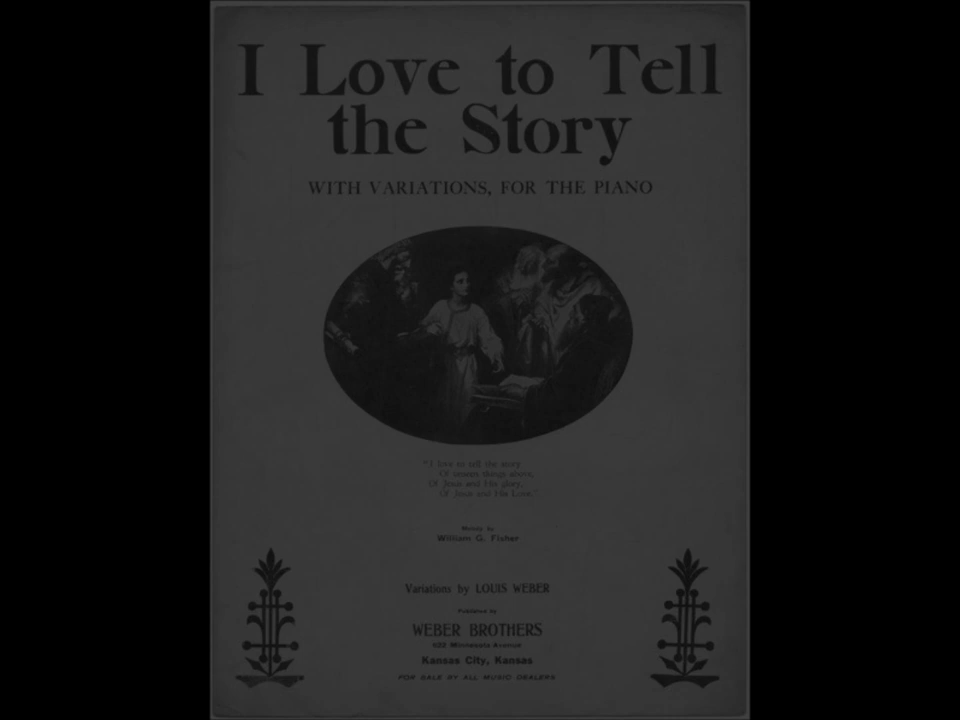 I Love to Tell
the Story
WITH VARIATIONS, FOR THE PIANO
"I love to tell the story
Of unseen things above,
Of Jesus and His glory,
Of Jesus and His Love."
Melody by
William G. Fisher
Variations by LOUIS WEBER
Published by
WEBER BROTHERS
622 Minnesota Avenue
Kansas City, Kansas
FOR SALE BY ALL MUSIC DEALERS